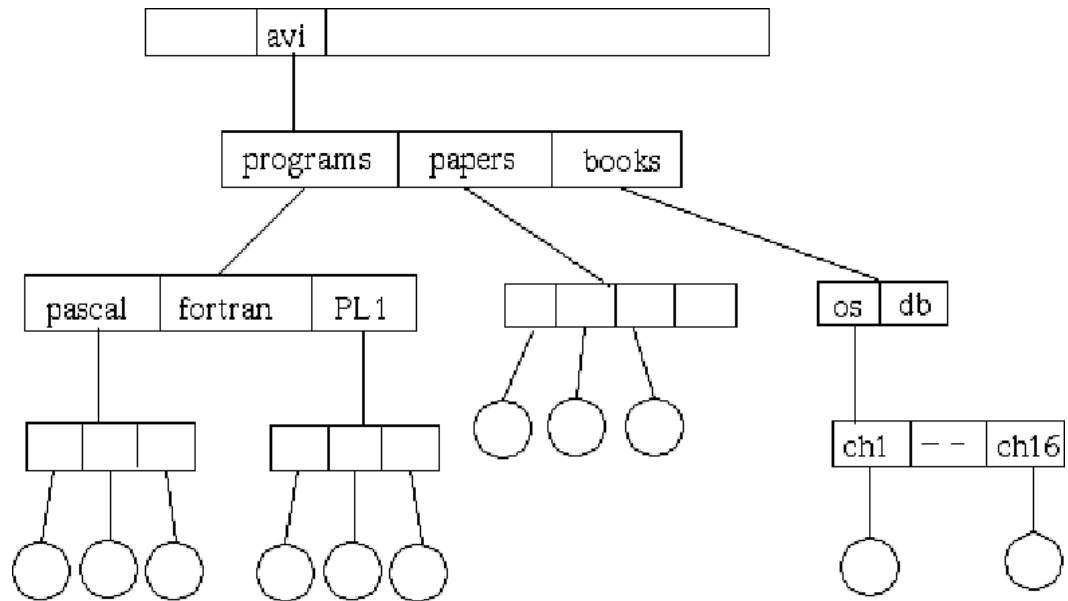 avi
programs papers books
pascal fortran PL1
os db
ch1 -- ch16